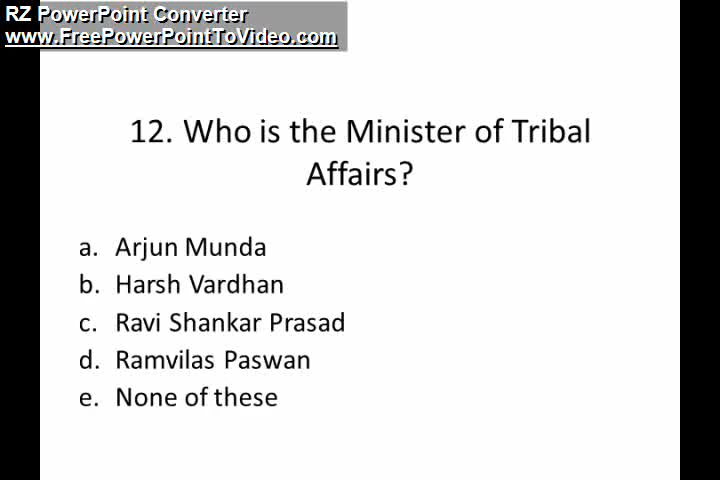 RZ PowerPoint Converter
www.FreePowerPointToVideo.com
12. Who is the Minister of Tribal
Affairs?
a. Arjun Munda
b. Harsh Vardhan
c. Ravi Shankar Prasad
d. Ramvilas Paswan
e. None of these